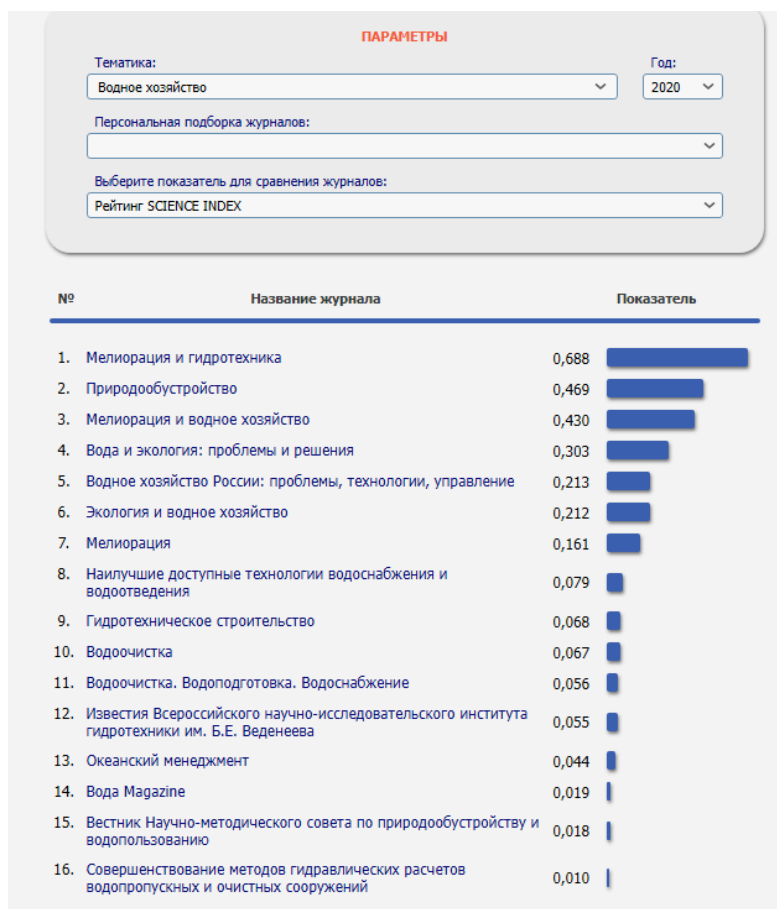 ПАРАМЕТРЫ
Тематика: Год:
Водное хозяйство 2020
Персональная подборка журналов:
Выберите показатель для сравнения журналов:
Рейтинг SCIENCE INDEX
№ Название журнала Показатель
1. Мелиорация и гидротехника 0,688
2. Природообустройство 0,469
3. Мелиорация и водное хозяйство 0,430
4. Вода и экология: проблемы и решения 0,303
5. Водное хозяйство России: проблемы, технологии, управление 0,213
6. Экология и водное хозяйство 0,212
7. Мелиорация 0,161
8. Наилучшие доступные технологии водоснабжения и
водоотведения 0,079
9. Гидротехническое строительство 0,068
10. Водоочистка 0,067
11. Водоочистка. Водоподготовка. Водоснабжение 0,056
12. Известия Всероссийского научно-исследовательского института
гидротехники им. Б.Е. Веденеева 0,055
13. Океанский менеджмент 0,044
14. Вода Magazine 0,019
15. Вестник Научно-методического совета по природообустройству и
водопользованию 0,018
16. Совершенствование методов гидравлических расчетов
водопропускных и очистных сооружений 0,010